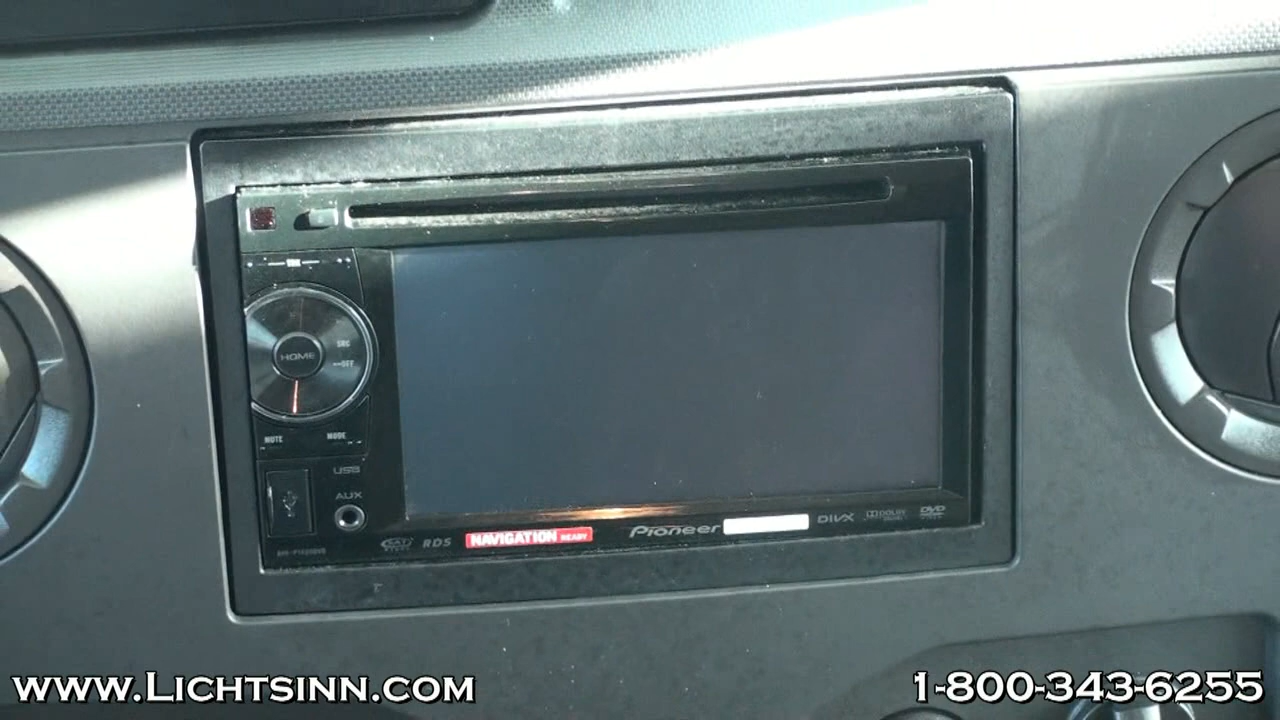 HOME
SRC
OFF
MUTE
MODE
USB
AUX
RDS
NAVIGATION READY
Pioneer
DIVX
DOLBY
DVD
www.Lichtsinn.com
1-800-343-6255